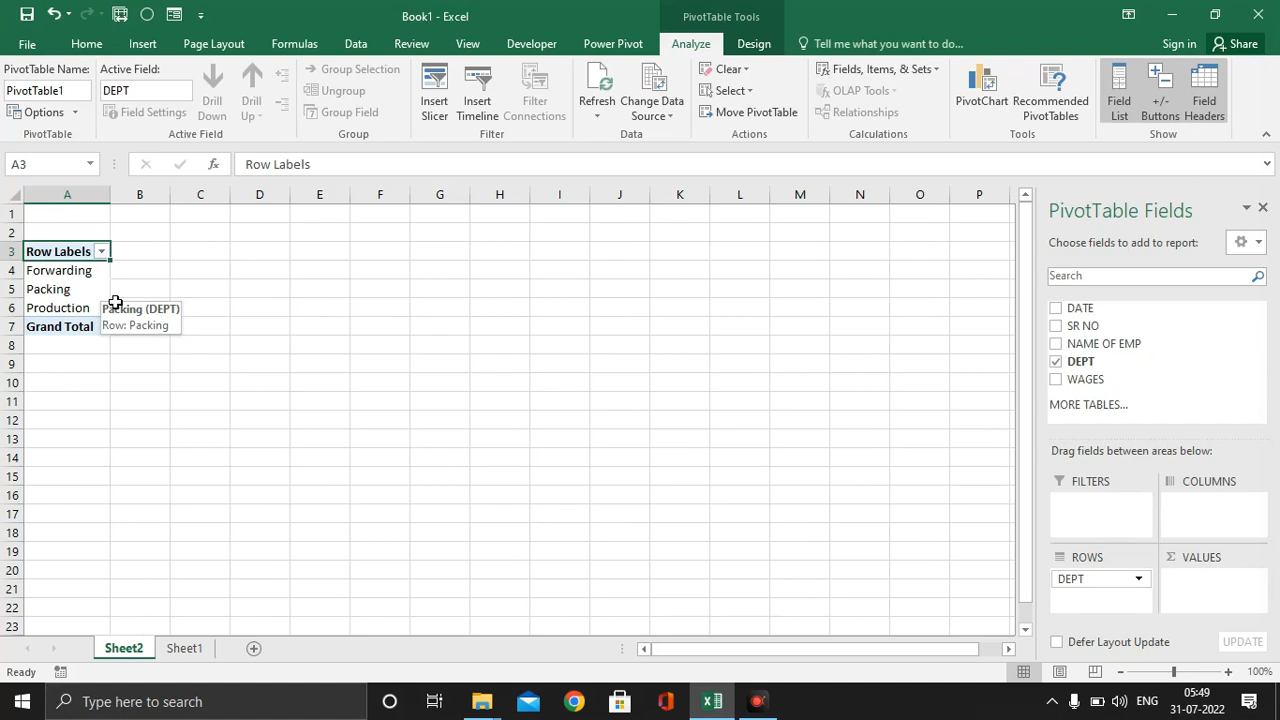 Book1 - Excel
PivotTable Tools
File
Home
Insert
Page Layout
Formulas
Data
Review
View
Developer
Power Pivot
Analyze
Design
Tell me what you want to do...
Sign in
Share
PivotTable Name:
PivotTable1
Options
PivotTable
Active Field:
DEPT
Field Settings
Drill Down
Drill Up
Active Field
Group Selection
Ungroup
Group Field
Group
Insert Slicer
Insert Timeline
Filter Connections
Filter
Refresh
Change Data Source
Data
Clear
Select
Move PivotTable
Actions
Fields, Items, & Sets
OLAP Tools
Relationships
Calculations
PivotChart
Recommended PivotTables
Tools
Field List
+/- Buttons
Field Headers
Show
A3
fx
Row Labels
A B C D E F G H I J K L M N O P
1
2
3 Row Labels
4 Forwarding
5 Packing
6 Production
7 Grand Total
8
9
10
11
12
13
14
15
16
17
18
19
20
21
22
23
Packing (DEPT)
Row: Packing
PivotTable Fields
Choose fields to add to report:
Search
DATE
SR NO
NAME OF EMP
DEPT
WAGES
MORE TABLES...
Drag fields between areas below:
FILTERS
COLUMNS
ROWS
Σ VALUES
DEPT
Defer Layout Update
UPDATE
Sheet2
Sheet1
Ready
100%
Type here to search
ENG
05:49
31-07-2022